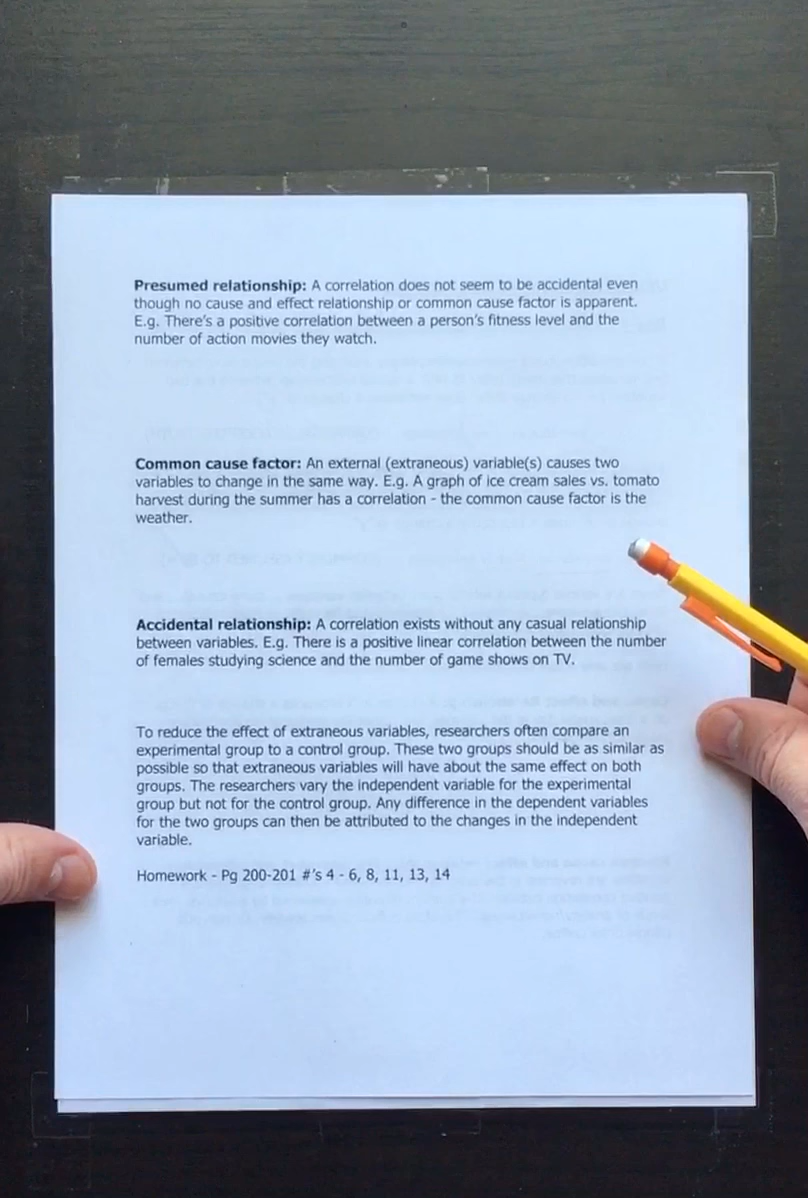 Presumed relationship: A correlation does not seem to be accidental even
though no cause and effect relationship or common cause factor is apparent.
E.g. There's a positive correlation between a person's fitness level and the
number of action movies they watch.
Common cause factor: An external (extraneous) variable(s) causes two
variables to change in the same way. E.g. A graph of ice cream sales vs. tomato
harvest during the summer has a correlation - the common cause factor is the
weather.
Accidental relationship: A correlation exists without any casual relationship
between variables. E.g. There is a positive linear correlation between the number
of females studying science and the number of game shows on TV.
To reduce the effect of extraneous variables, researchers often compare an
experimental group to a control group. These two groups should be as similar as
possible so that extraneous variables will have about the same effect on both
groups. The researchers vary the independent variable for the experimental
group but not for the control group. Any difference in the dependent variables
for the two groups can then be attributed to the changes in the independent
variable.
Homework - Pg 200-201 #'s 4 - 6, 8, 11, 13, 14